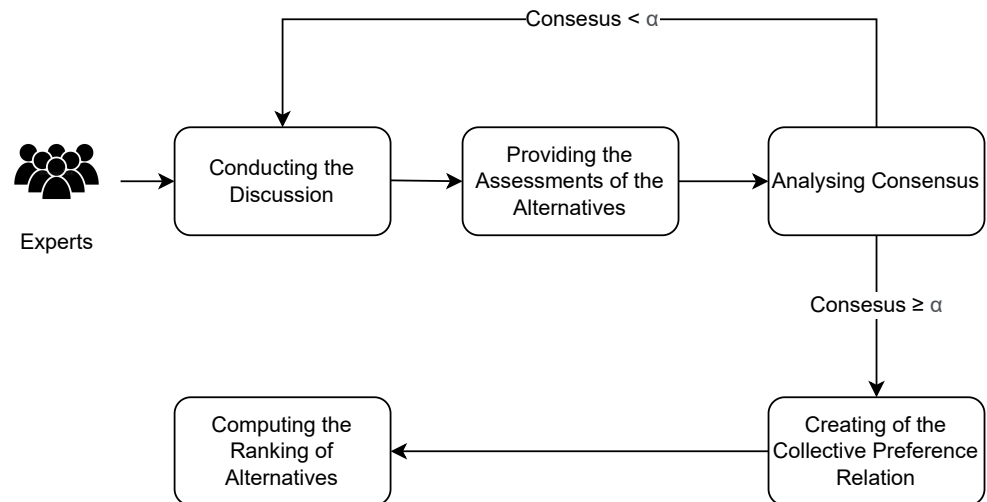 Consesus < α
Conducting the
Discussion
Providing the
Assessments of the
Alternatives
Analysing Consensus
Experts
Consesus ≥ α
Computing the
Ranking of
Alternatives
Creating of the
Collective Preference
Relation